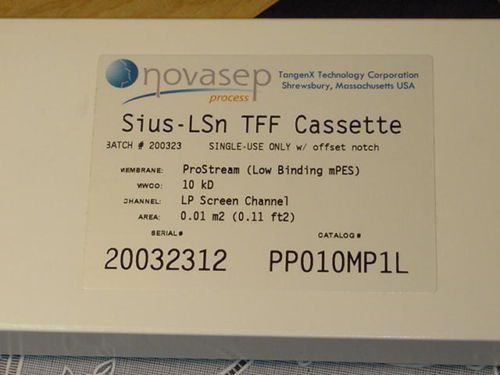 novasep
process
TangenX Technology Corporation
Shrewsbury, Massachusetts USA
Sius-LSn TFF Cassette
BATCH # 200323 SINGLE-USE ONLY w/ offset notch
MEMBRANE: ProStream (Low Binding mPES)
MWCO: 10 kD
CHANNEL: LP Screen Channel
AREA: 0.01 m2 (0.11 ft2)
SERIAL# CATALOG #
20032312 PP010MP1L